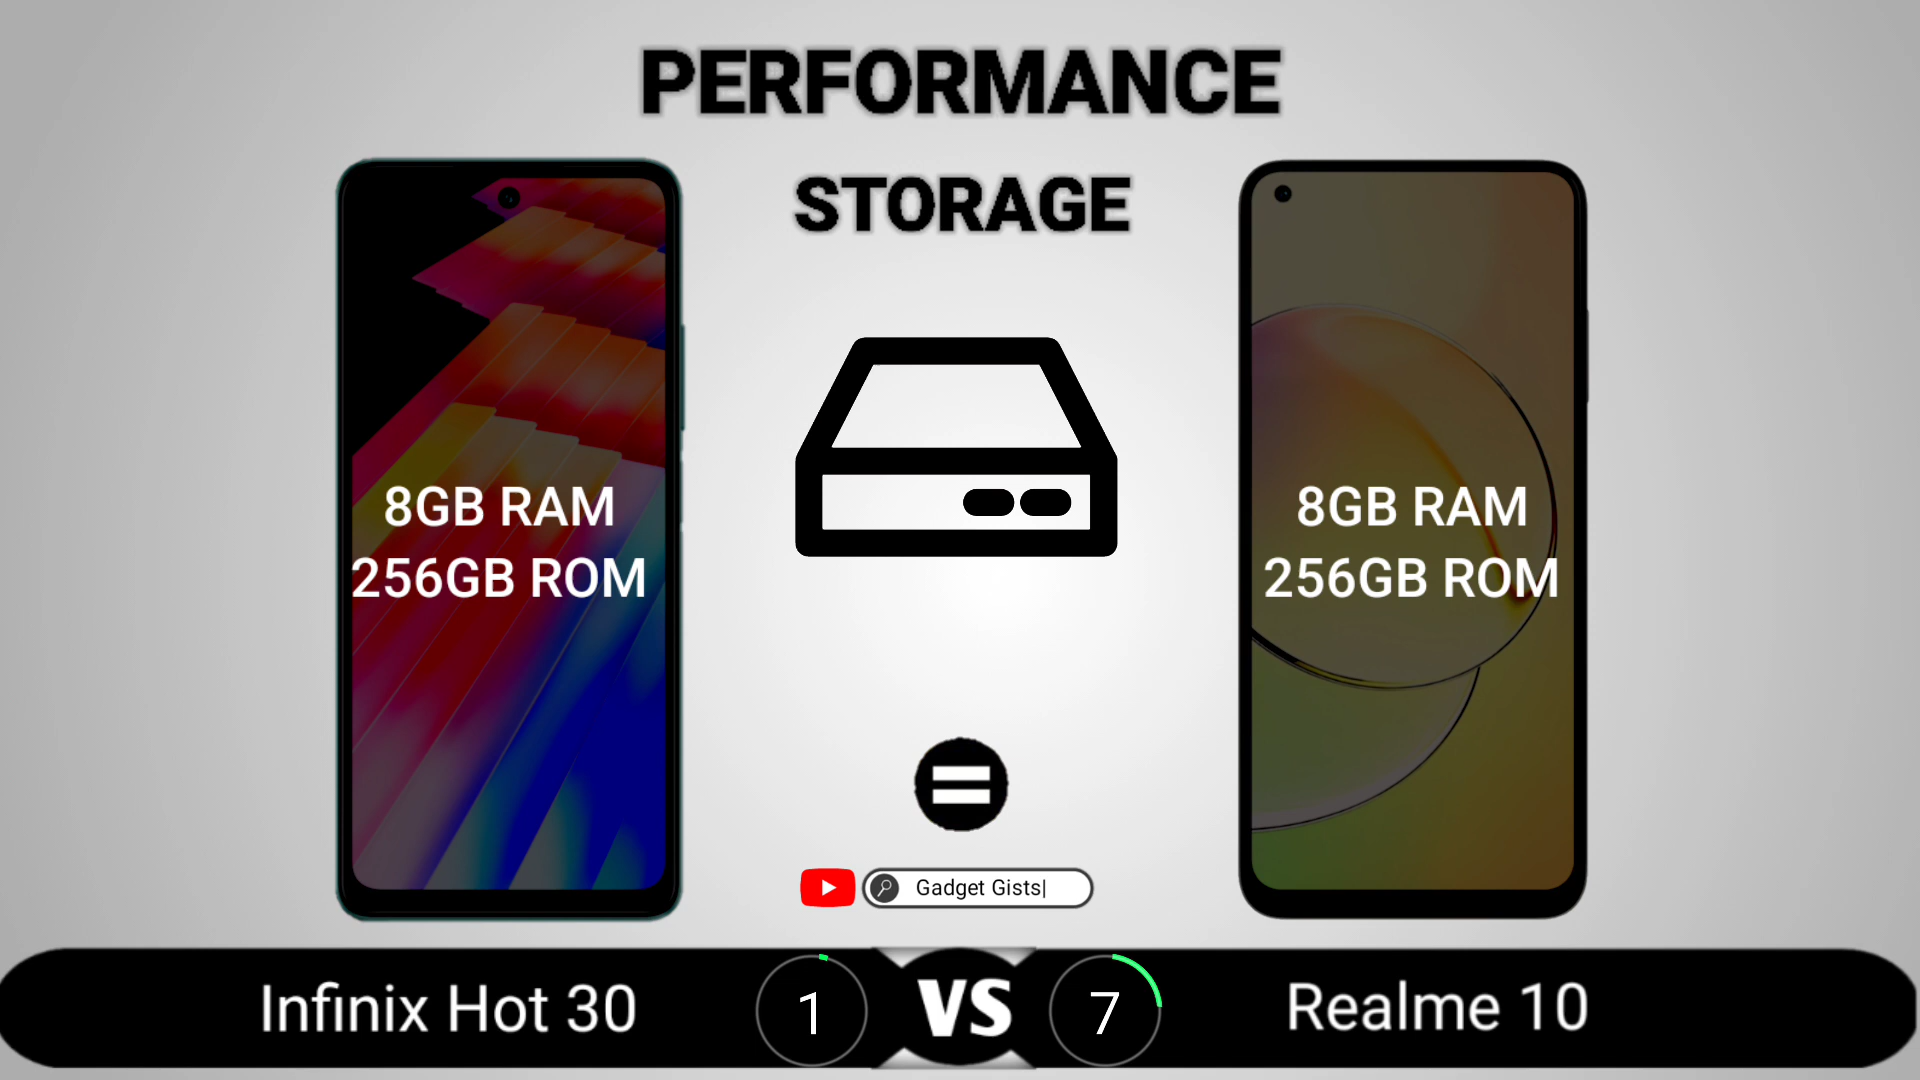 PERFORMANCE
STORAGE
8GB RAM
256GB ROM
8GB RAM
256GB ROM
Gadget Gists|
Infinix Hot 30
1
VS
7
Realme 10